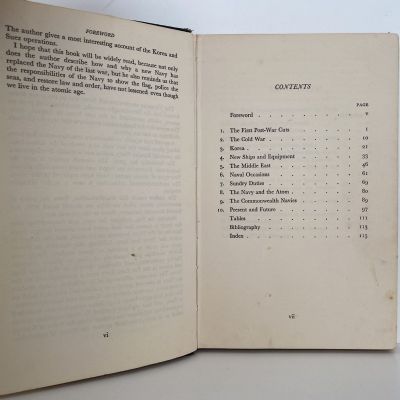 FOREWORD
The author gives a most interesting account of the Korea and
Suez operations.
I hope that this book will be widely read, because not only
does the author describe how and why a new Navy has
replaced the Navy of the last war, but he also reminds us that
the responsibilities of the Navy to show the flag, police the
seas, and restore law and order, have not lessened even though
we live in the atomic age.
vi
CONTENTS
PAGE
Foreword . . . . . . . . v
1. The First Post-War Cuts . . . . . 1
2. The Cold War . . . . . . . 10
3. Korea . . . . . . . . 21
4. New Ships and Equipment . . . . . 33
5. The Middle East . . . . . . 46
6. Naval Occasions . . . . . . 61
7. Sundry Duties . . . . . . . 69
8. The Navy and the Atom . . . . . 80
9. The Commonwealth Navies . . . . . 89
10. Present and Future . . . . . . 97
Tables . . . . . . . . 111
Bibliography . . . . . . . 113
Index . . . . . . . . 115
vii